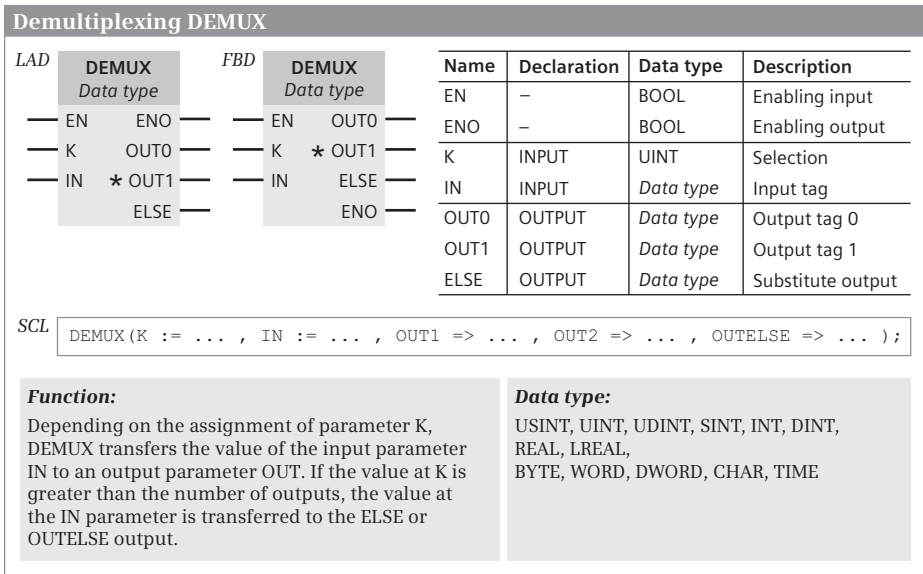 Demultiplexing DEMUX
LAD
DEMUX
Data type
EN ENO
K OUT0
IN * OUT1
ELSE
FBD
DEMUX
Data type
EN OUT0
K * OUT1
IN ELSE
ENO
Name Declaration Data type Description
EN – BOOL Enabling input
ENO – BOOL Enabling output
K INPUT UINT Selection
IN INPUT Data type Input tag
OUT0 OUTPUT Data type Output tag 0
OUT1 OUTPUT Data type Output tag 1
ELSE OUTPUT Data type Substitute output
SCL
DEMUX(K := ... , IN := ... , OUT1 => ... , OUT2 => ... , OUTELSE => ... );
Function:
Depending on the assignment of parameter K,
DEMUX transfers the value of the input parameter
IN to an output parameter OUT. If the value at K is
greater than the number of outputs, the value at
the IN parameter is transferred to the ELSE or
OUTELSE output.
Data type:
USINT, UINT, UDINT, SINT, INT, DINT,
REAL, LREAL,
BYTE, WORD, DWORD, CHAR, TIME